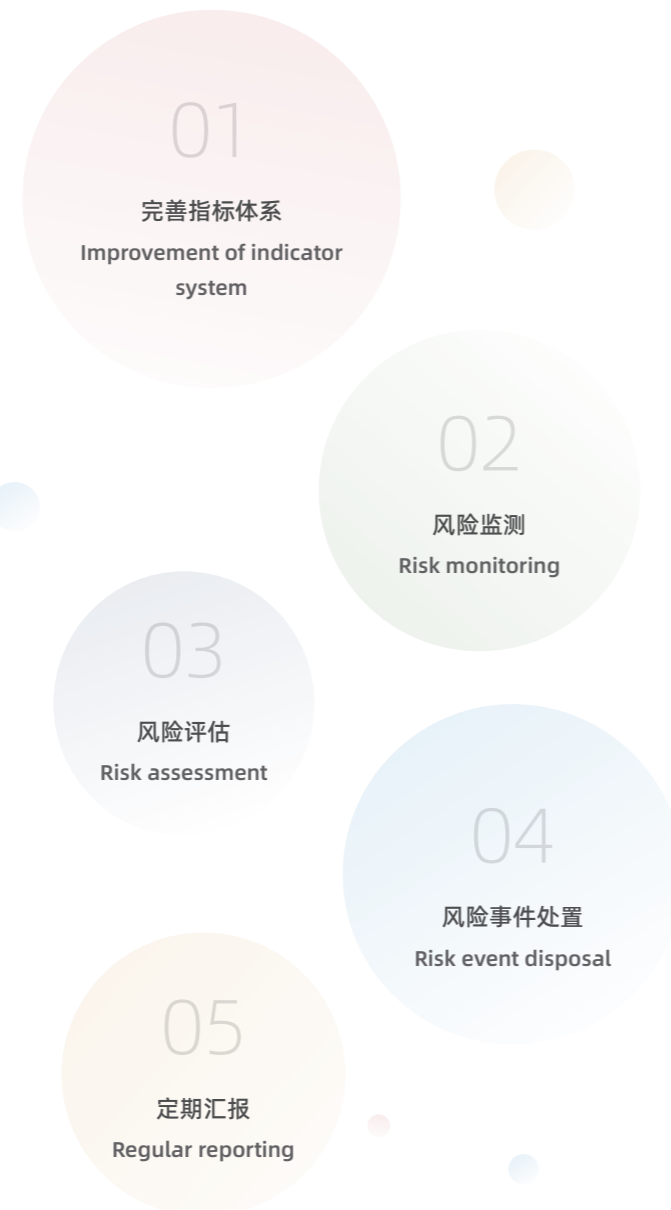 01
完善指标体系
Improvement of indicator
system
02
风险监测
Risk monitoring
03
风险评估
Risk assessment
04
风险事件处置
Risk event disposal
05
定期汇报
Regular reporting